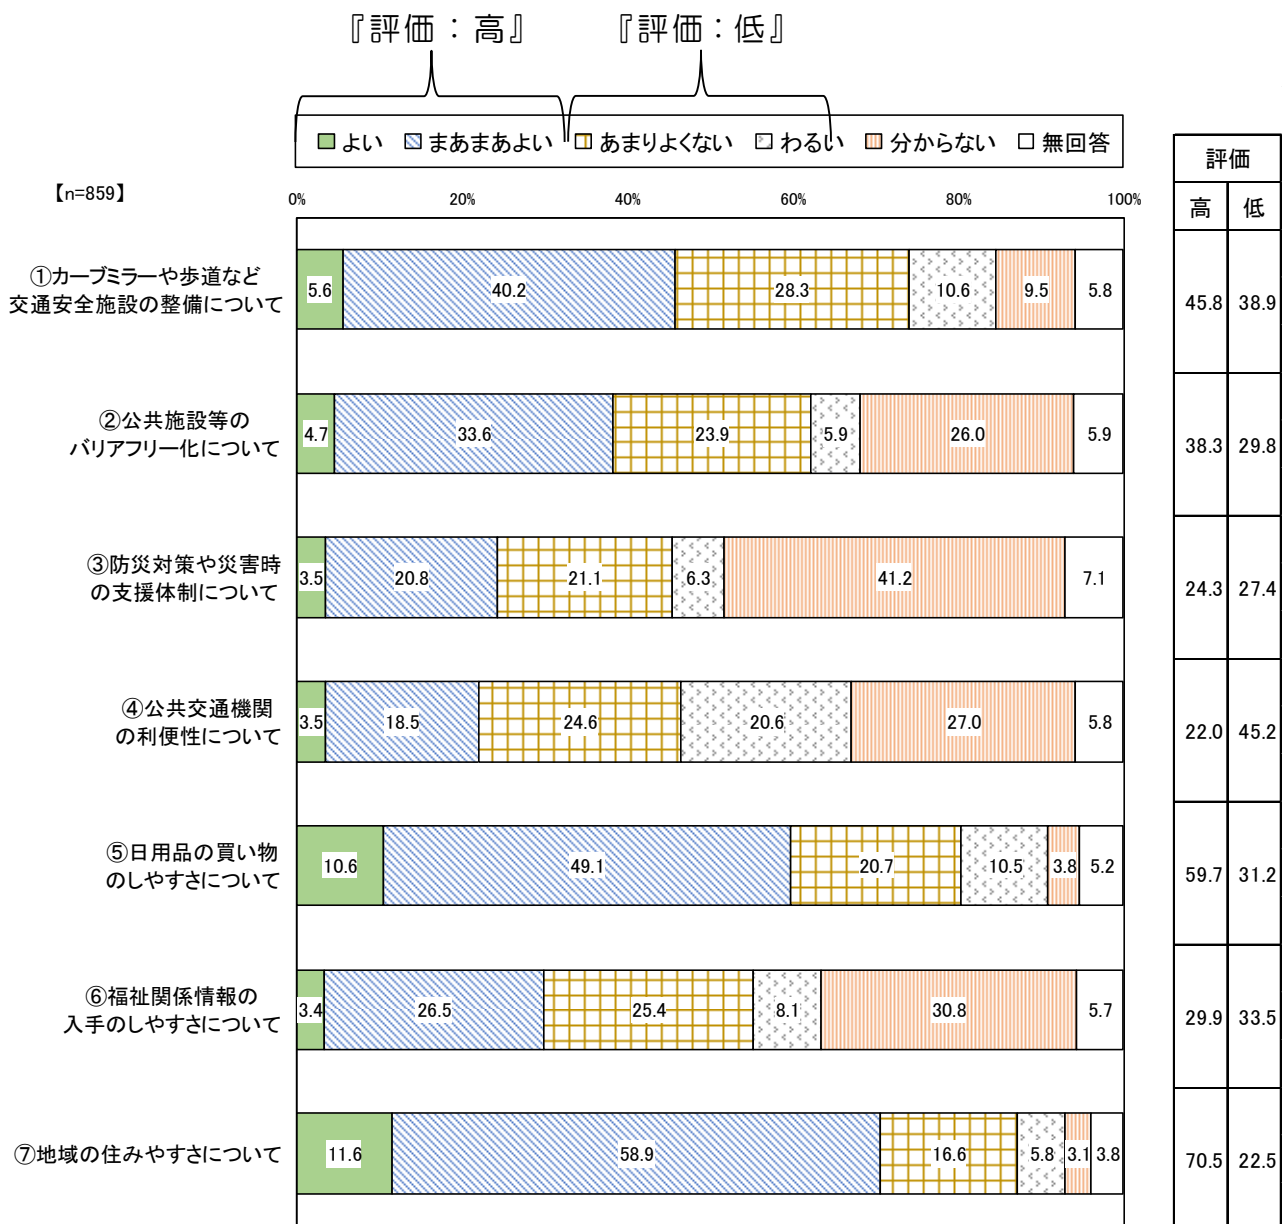 『評価：高』 『評価：低』
よい まあまあよい あまりよくない わるい 分からない 無回答
評価
高 低
【n=859】
0% 20% 40% 60% 80% 100%
①カーブミラーや歩道など
交通安全施設の整備について
5.6 40.2 28.3 10.6 9.5 5.8 45.8 38.9
②公共施設等の
バリアフリー化について
4.7 33.6 23.9 5.9 26.0 5.9 38.3 29.8
③防災対策や災害時
の支援体制について
3.5 20.8 21.1 6.3 41.2 7.1 24.3 27.4
④公共交通機関
の利便性について
3.5 18.5 24.6 20.6 27.0 5.8 22.0 45.2
⑤日用品の買い物
のしやすさについて
10.6 49.1 20.7 10.5 3.8 5.2 59.7 31.2
⑥福祉関係情報の
入手のしやすさについて
3.4 26.5 25.4 8.1 30.8 5.7 29.9 33.5
⑦地域の住みやすさについて
11.6 58.9 16.6 5.8 3.1 3.8 70.5 22.5